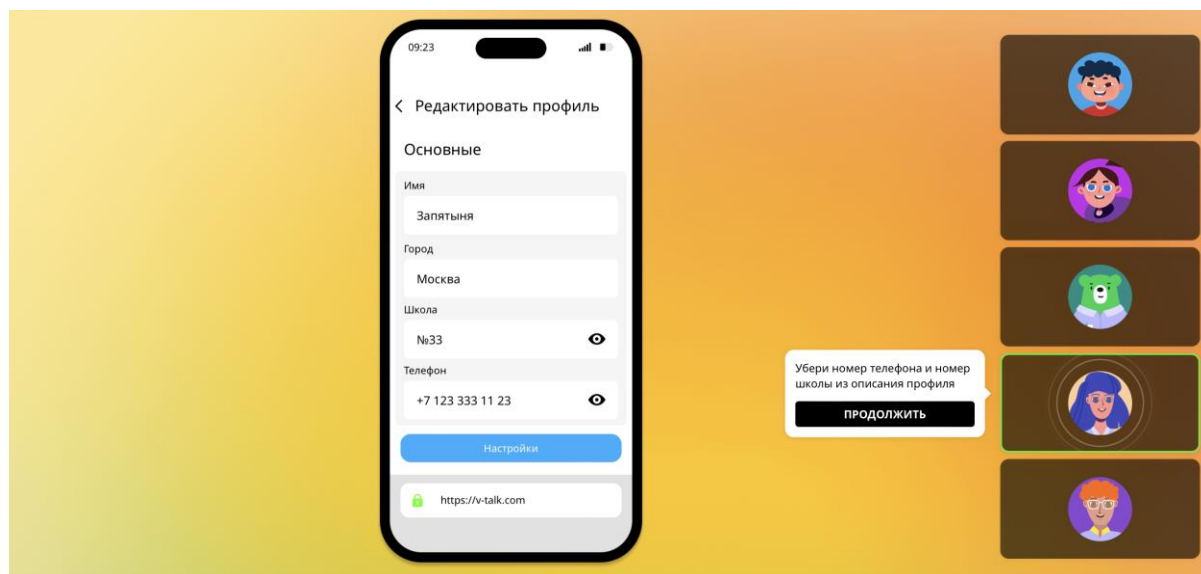 09:23
Редактировать профиль
Основные
Имя
Запятыня
Город
Москва
Школа
№33
Телефон
+7 123 333 11 23
Настройки
https://v-talk.com
Убери номер телефона и номер
школы из описания профиля
ПРОДОЛЖИТЬ